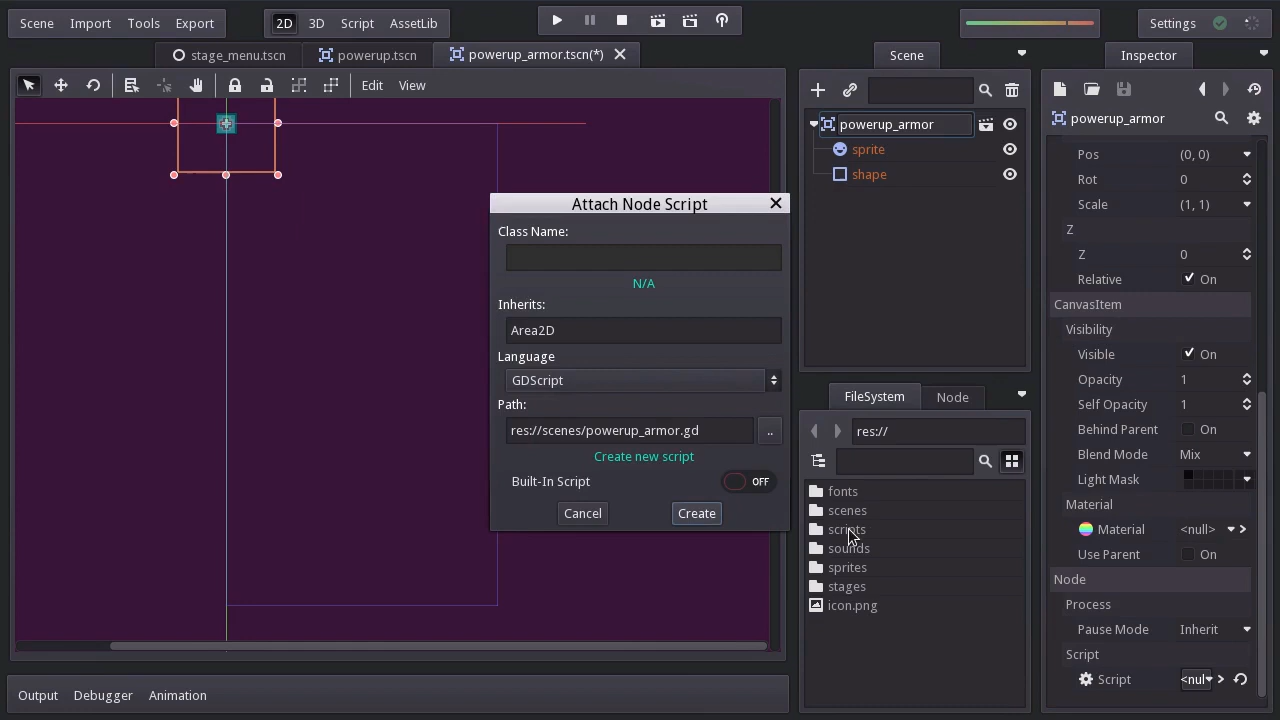 Scene Import Tools Export 2D 3D Script AssetLib Settings
stage_menu.tscn powerup.tscn powerup_armor.tscn(*) Scene Inspector
Edit View
powerup_armor
sprite
shape
powerup_armor
Pos (0, 0)
Rot 0
Scale (1, 1)
Z
Z 0
Relative On
CanvasItem
Visibility
Visible On
Opacity 1
Self Opacity 1
Behind Parent On
Blend Mode Mix
Light Mask
Material
Material <null>
Use Parent On
Node
Process
Pause Mode Inherit
Script
Script <nul
Attach Node Script
Class Name:
N/A
Inherits:
Area2D
Language
GDScript
Path:
res://scenes/powerup_armor.gd ..
Create new script
Built-In Script OFF
Cancel Create
FileSystem Node
res://
fonts
scenes
scripts
sounds
sprites
stages
icon.png
Output Debugger Animation